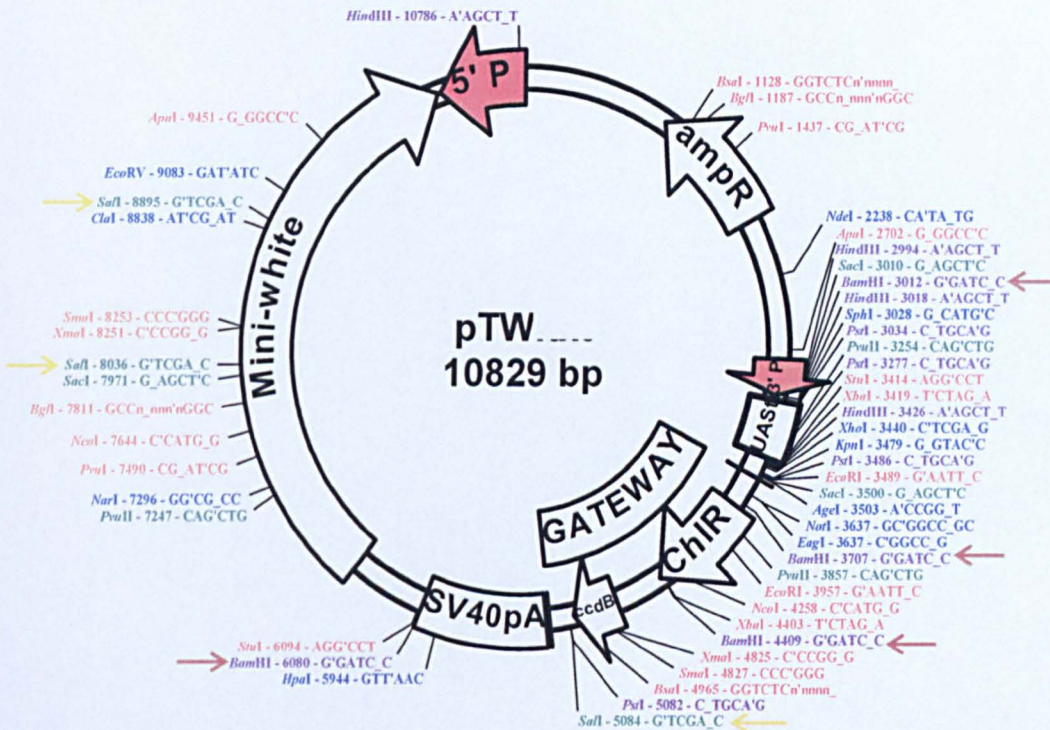 HindIII - 10786 - A'AGCT_T
5' P
BsaI - 1128 - GGTCTCn'nnnn_
BglI - 1187 - GCCn_nnn'nGGC
PvuI - 1437 - CG_AT'CG
ampR
NdeI - 2238 - CA'TA_TG
ApaI - 2702 - G_GGCC'C
HindIII - 2994 - A'AGCT_T
SacI - 3010 - G_AGCT'C
BamHI - 3012 - G'GATC_C
HindIII - 3018 - A'AGCT_T
SphI - 3028 - G_CATG'C
PstI - 3034 - C_TGCA'G
PvuII - 3254 - CAG'CTG
PstI - 3277 - C_TGCA'G
StuI - 3414 - AGG'CCT
XbaI - 3419 - T'CTAG_A
HindIII - 3426 - A'AGCT_T
XhoI - 3440 - C'TCGA_G
KpnI - 3479 - G_GTAC'C
PstI - 3486 - C_TGCA'G
EcoRI - 3489 - G'AATT_C
SacI - 3500 - G_AGCT'C
AgeI - 3503 - A'CCGG_T
NotI - 3637 - GC'GGCC_GC
EagI - 3637 - C'GGCC_G
BamHI - 3707 - G'GATC_C
PvuII - 3857 - CAG'CTG
EcoRI - 3957 - G'AATT_C
NcoI - 4258 - C'CATG_G
XbaI - 4403 - T'CTAG_A
BamHI - 4409 - G'GATC_C
XmaI - 4825 - C'CCGG_G
SmaI - 4827 - CCC'GGG
BsaI - 4965 - GGTCTCn'nnnn_
PstI - 5082 - C_TGCA'G
SalI - 5084 - G'TCGA_C
3' P
UASt
GATEWAY
ChlR
ccdB
SV40pA
HpaI - 5944 - GTT'AAC
BamHI - 6080 - G'GATC_C
StuI - 6094 - AGG'CCT
PvuII - 7247 - CAG'CTG
NarI - 7296 - GG'CG_CC
PvuI - 7490 - CG_AT'CG
NcoI - 7644 - C'CATG_G
BglI - 7811 - GCCn_nnn'nGGC
SacI - 7971 - G_AGCT'C
SalI - 8036 - G'TCGA_C
XmaI - 8251 - C'CCGG_G
SmaI - 8253 - CCC'GGG
ClaI - 8838 - AT'CG_AT
SalI - 8895 - G'TCGA_C
EcoRV - 9083 - GAT'ATC
ApaI - 9451 - G_GGCC'C
Mini-white
pTW
10829 bp